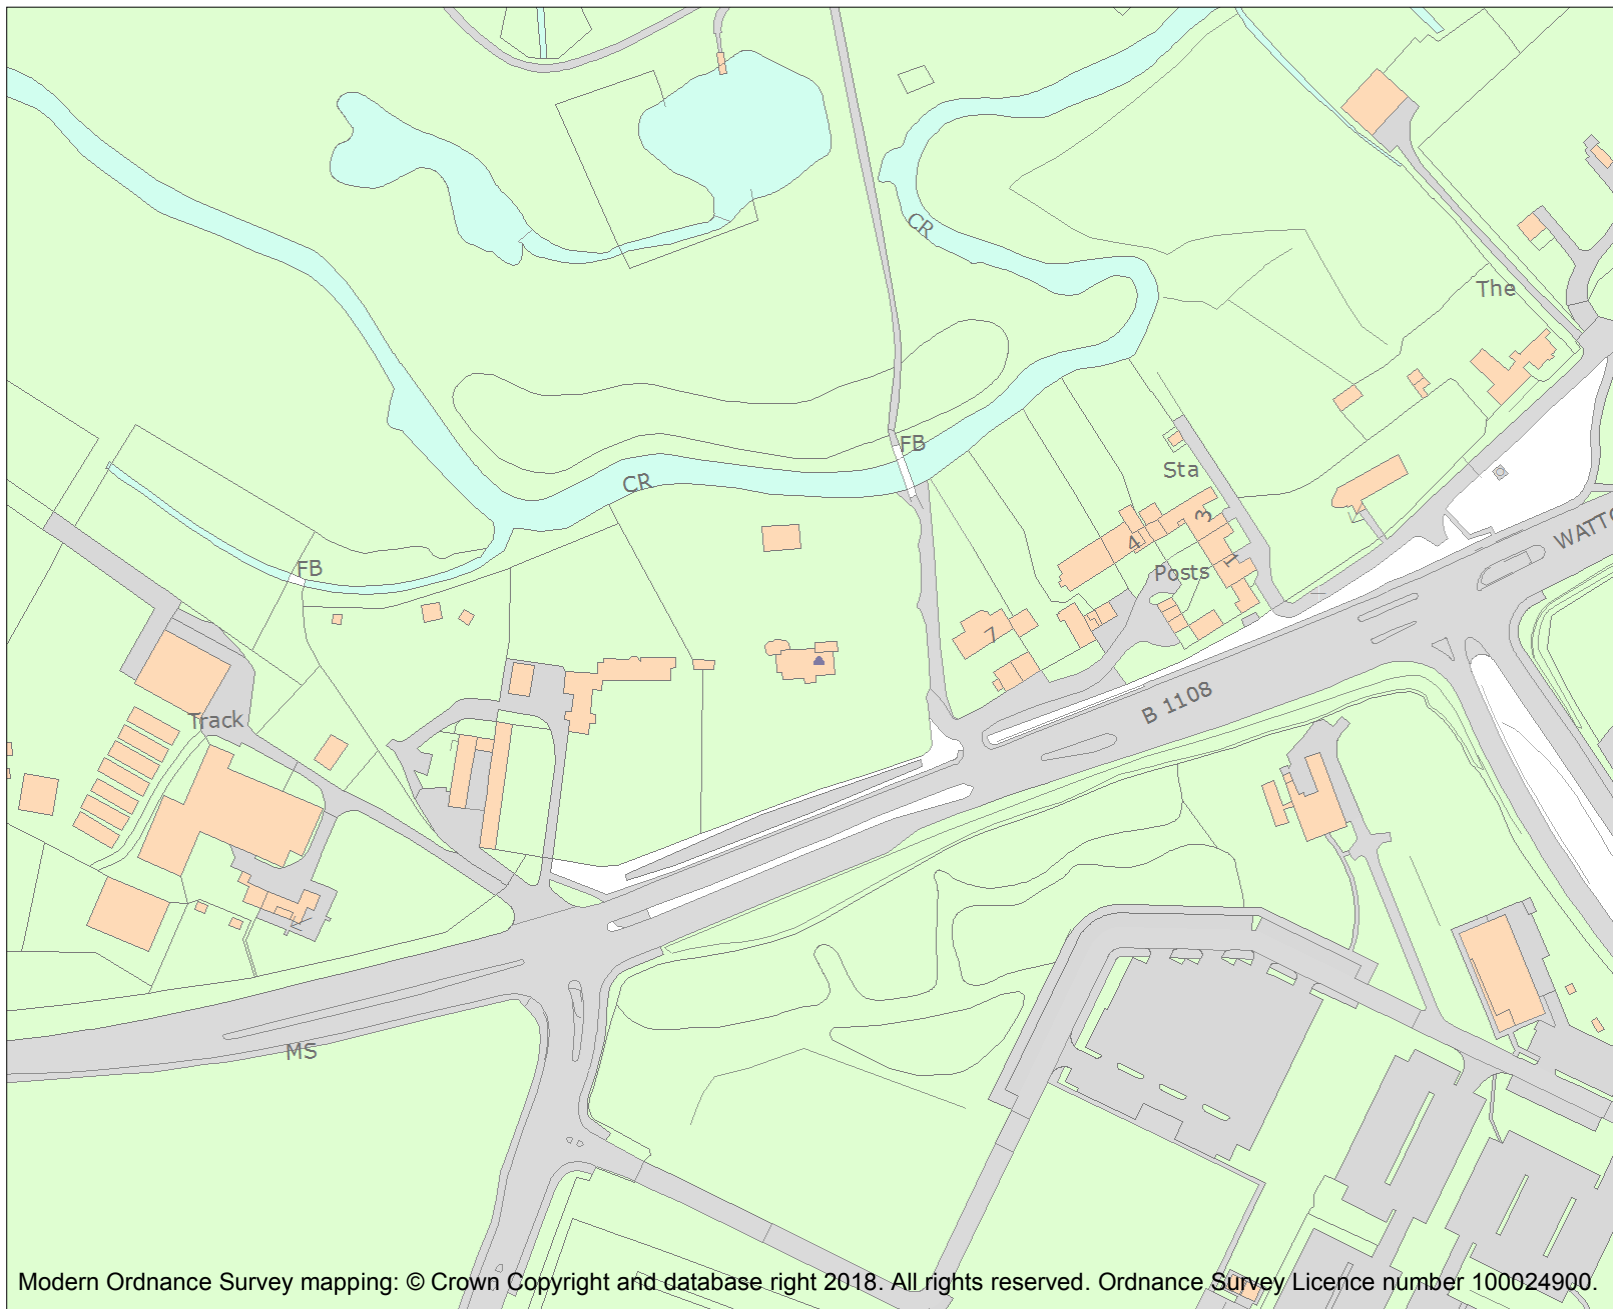 CR
The
FB
Sta
CR
3
WATTO
4
1
FB
Posts
7
B 1108
Track
MS
Modern Ordnance Survey mapping: © Crown Copyright and database right 2018. All rights reserved. Ordnance Survey Licence number 100024900.